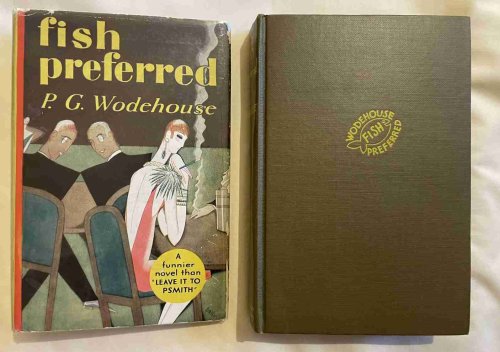 fish
preferred
P. G. Wodehouse
A
funnier
novel than
"LEAVE IT TO
PSMITH"
WODEHOUSE
FISH
PREFERRED